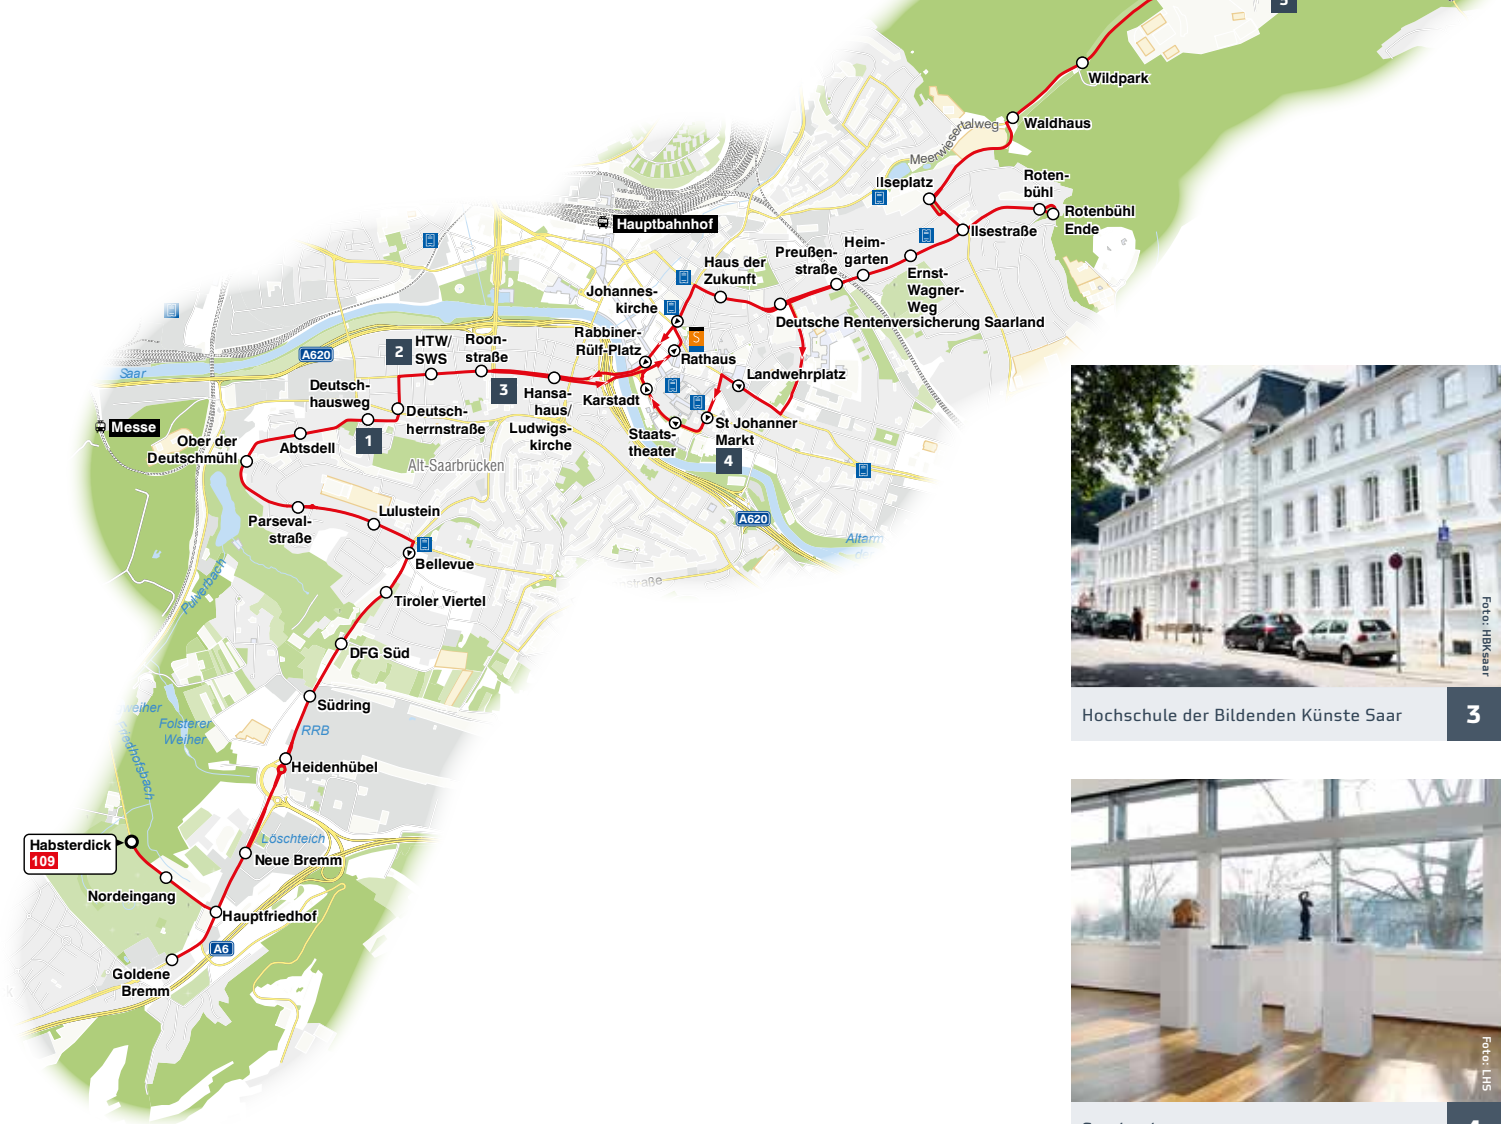 5
Wildpark
Waldhaus
Meerwiesertalweg
Ilseplatz
Roten-
bühl
Rotenbühl
Ende
Ilsestraße
Hauptbahnhof
Heim-
garten
Preußen-
straße
Haus der
Zukunft
Ernst-
Wagner-
Weg
Johannes-
kirche
Deutsche Rentenversicherung Saarland
Rabbiner-
Rülf-Platz
S
Rathaus
Landwehrplatz
HTW/
SWS
2
Roon-
straße
A620
Saar
Deutsch-
hausweg
3
Hansa-
haus/
Ludwigs-
kirche
Karstadt
Deutsch-
herrnstraße
Staats-
theater
St Johanner
Markt
4
Messe
Ober der
Deutschmühl
Abtsdell
1
Alt-Saarbrücken
Parseval-
straße
Lulustein
A620
Altarm
Bellevue
Pulverbach
Tiroler Viertel
DFG Süd
Südring
weiher
Folsterer
Weiher
RRB
Friedhofsbach
Heidenhübel
Löschteich
Habsterdick
109
Neue Bremm
Nordeingang
Hauptfriedhof
A6
Goldene
Bremm
Foto: HBKsaar
Hochschule der Bildenden Künste Saar
3
Foto: LHS